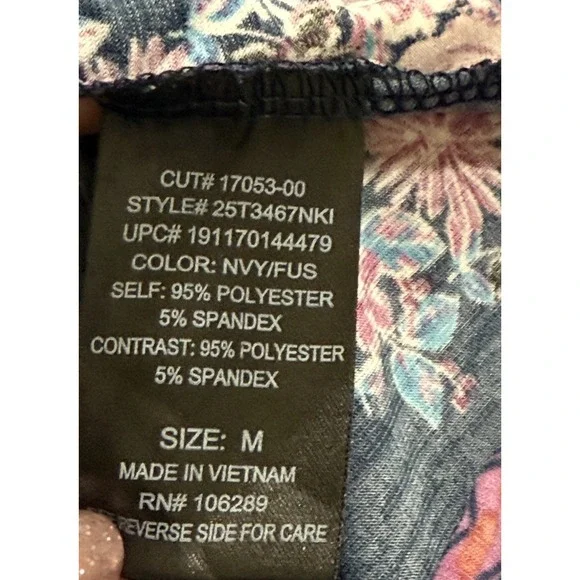 CUT# 17053-00
STYLE# 25T3467NKI
UPC# 191170144479
COLOR: NVY/FUS
SELF: 95% POLYESTER
5% SPANDEX
CONTRAST: 95% POLYESTER
5% SPANDEX
SIZE: M
MADE IN VIETNAM
RN# 106289
REVERSE SIDE FOR CARE